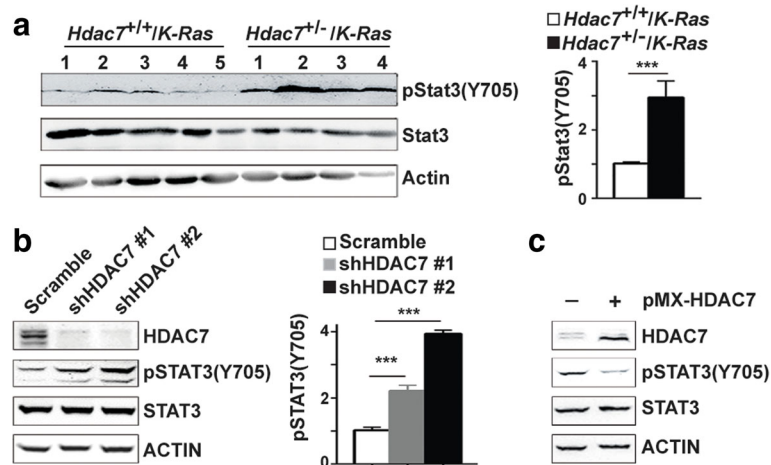 a
Hdac7+/+/K-Ras Hdac7+/- /K-Ras
1 2 3 4 5 1 2 3 4
pStat3(Y705)
Stat3
Actin
Hdac7+/+/K-Ras
Hdac7+/-/K-Ras
pStat3(Y705)
4
2
0
***
b
Scramble
shHDAC7 #1
shHDAC7 #2
HDAC7
pSTAT3(Y705)
STAT3
ACTIN
Scramble
shHDAC7 #1
shHDAC7 #2
pSTAT3(Y705)
4
2
0
***
***
c
– + pMX-HDAC7
HDAC7
pSTAT3(Y705)
STAT3
ACTIN